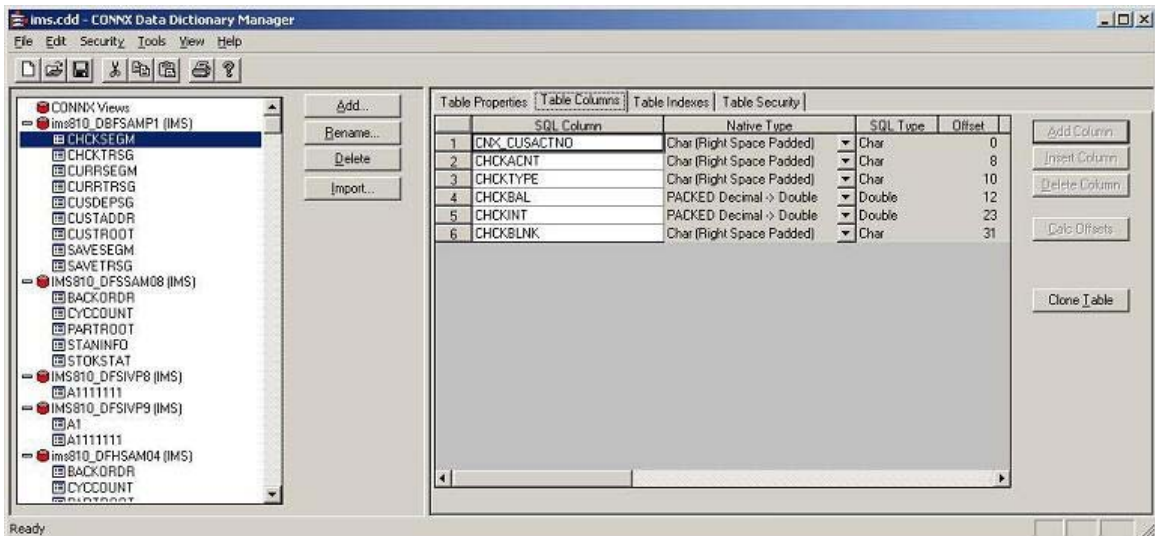 ims.cdd - CONNX Data Dictionary Manager
File Edit Security Tools View Help
CONNX Views
ims810_DBFSAMP1 (IMS)
CHCKSEGM
CHCKTRSG
CURRSEGM
CURRTRSG
CUSDEPSG
CUSTADDR
CUSTROOT
SAVESEGM
SAVETRSG
IMS810_DFSSAM08 (IMS)
BACKORDR
CYCCOUNT
PARTROOT
STANINFO
STOKSTAT
IMS810_DFSIVP8 (IMS)
A1111111
IMS810_DFSIVP9 (IMS)
A1
A1111111
ims810_DFHSAM04 (IMS)
BACKORDR
CYCCOUNT
PARTROOT
Add...
Rename...
Delete
Import...
Table Properties Table Columns Table Indexes Table Security
SQL Column Native Type SQL Type Offset
1 CNX_CUSACTNO Char (Right Space Padded) Char 0
2 CHCKACNT Char (Right Space Padded) Char 8
3 CHCKTYPE Char (Right Space Padded) Char 10
4 CHCKBAL PACKED Decimal -> Double Double 12
5 CHCKINT PACKED Decimal -> Double Double 23
6 CHCKBLNK Char (Right Space Padded) Char 31
Add Column
Insert Column
Delete Column
Calc Offsets
Clone Table
Ready